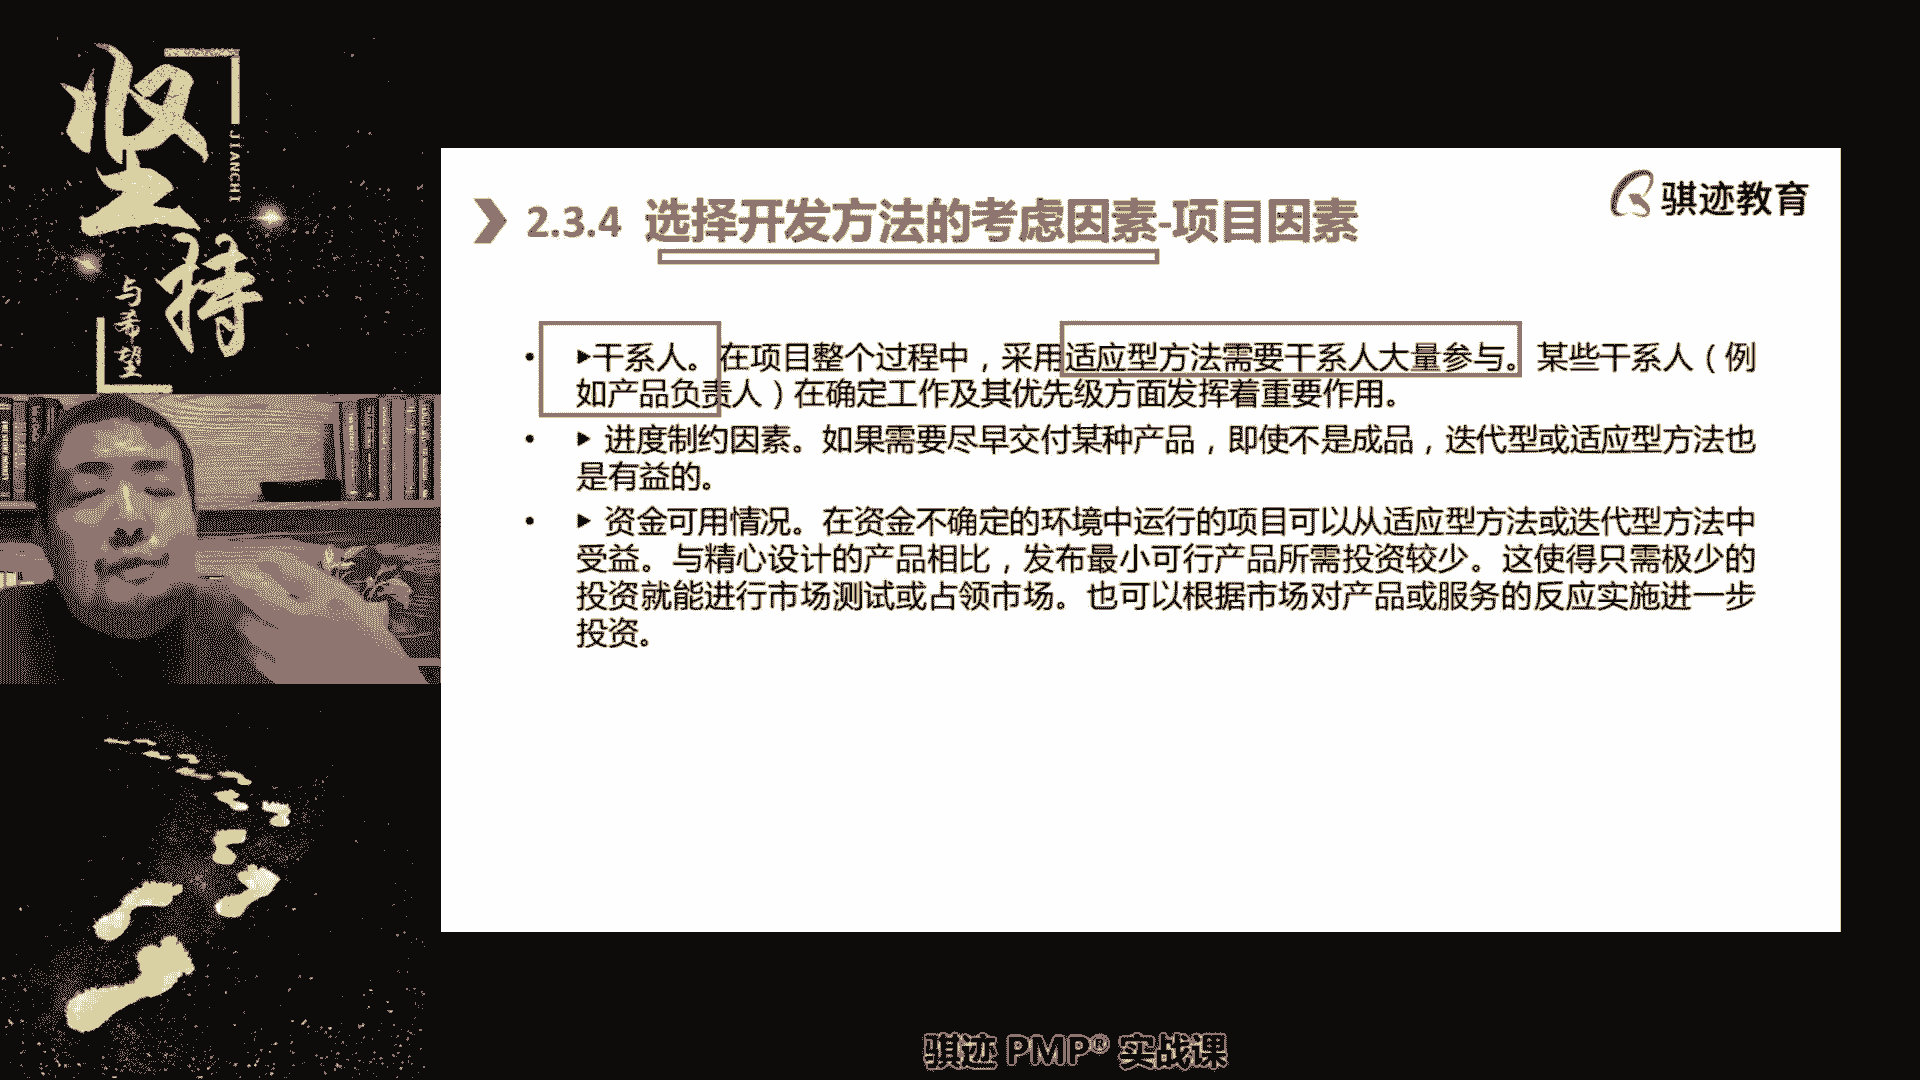 坚持
JIANCHI
与希望
骐迹教育
2.3.4 选择开发方法的考虑因素-项目因素
• ▶干系人。在项目整个过程中，采用适应型方法需要干系人大量参与。某些干系人（例
如产品负责人）在确定工作及其优先级方面发挥着重要作用。
• ▶ 进度制约因素。如果需要尽早交付某种产品，即使不是成品，迭代型或适应型方法也
是有益的。
• ▶ 资金可用情况。在资金不确定的环境中运行的项目可以从适应型方法或迭代型方法中
受益。与精心设计的产品相比，发布最小可行产品所需投资较少。这使得只需极少的
投资就能进行市场测试或占领市场。也可以根据市场对产品或服务的反应实施进一步
投资。
骐迹 PMP® 实战课